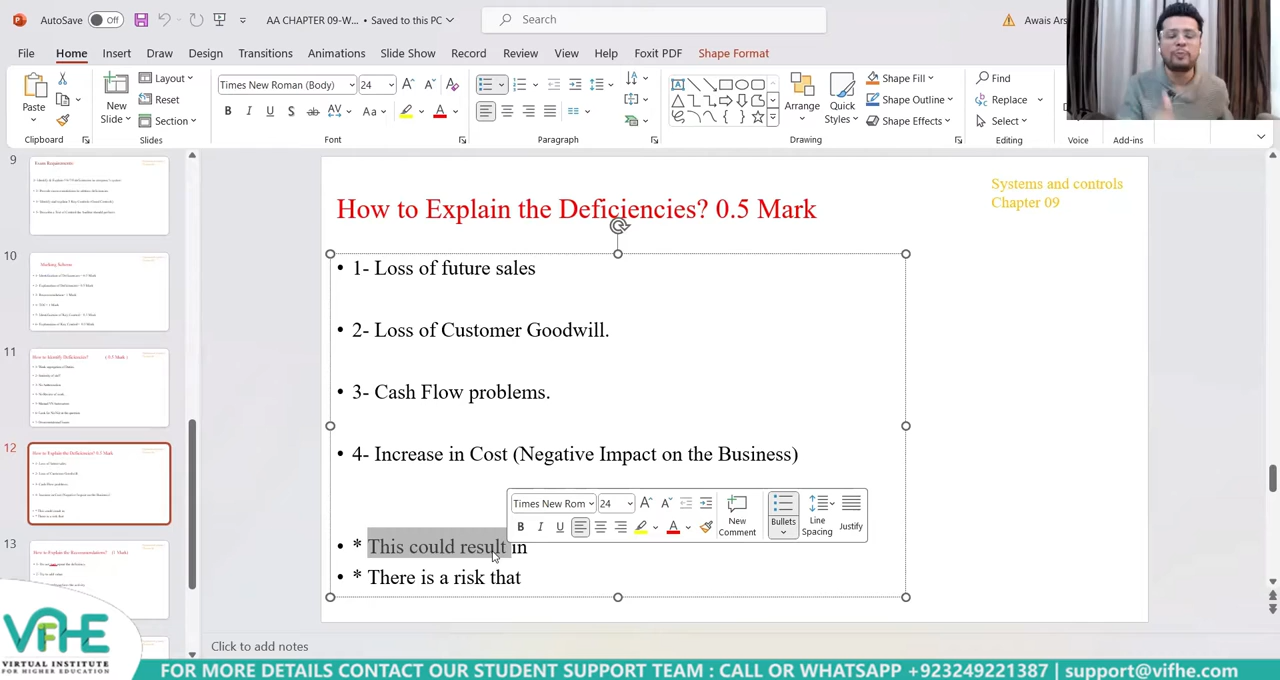 AutoSave Off AA CHAPTER 09-W... • Saved to this PC Search Awais Ars
File Home Insert Draw Design Transitions Animations Slide Show Review View Help Foxit PDF Shape Format
Paste
Clipboard
New
Slide
Layout
Reset
Section
Slides
Times New Roman (Body) 24
Font
Paragraph
Arrange
Quick
Styles
Shape Fill
Shape Outline
Shape Effects
Drawing
Find
Replace
Select
Editing
Voice
Add-ins
9
10
11
12
13
Systems and controls
Chapter 09
How to Explain the Deficiencies? 0.5 Mark
• 1- Loss of future sales
• 2- Loss of Customer Goodwill.
• 3- Cash Flow problems.
• 4- Increase in Cost (Negative Impact on the Business)
Times New Rom 24
New
Comment
Bullets
Line
Spacing
Justify
• * This could result in
• * There is a risk that
Click to add notes
VIFHE
VIRTUAL INSTITUTE
FOR HIGHER EDUCATION
FOR MORE DETAILS CONTACT OUR STUDENT SUPPORT TEAM : CALL OR WHATSAPP +923249221387 | support@vifhe.com